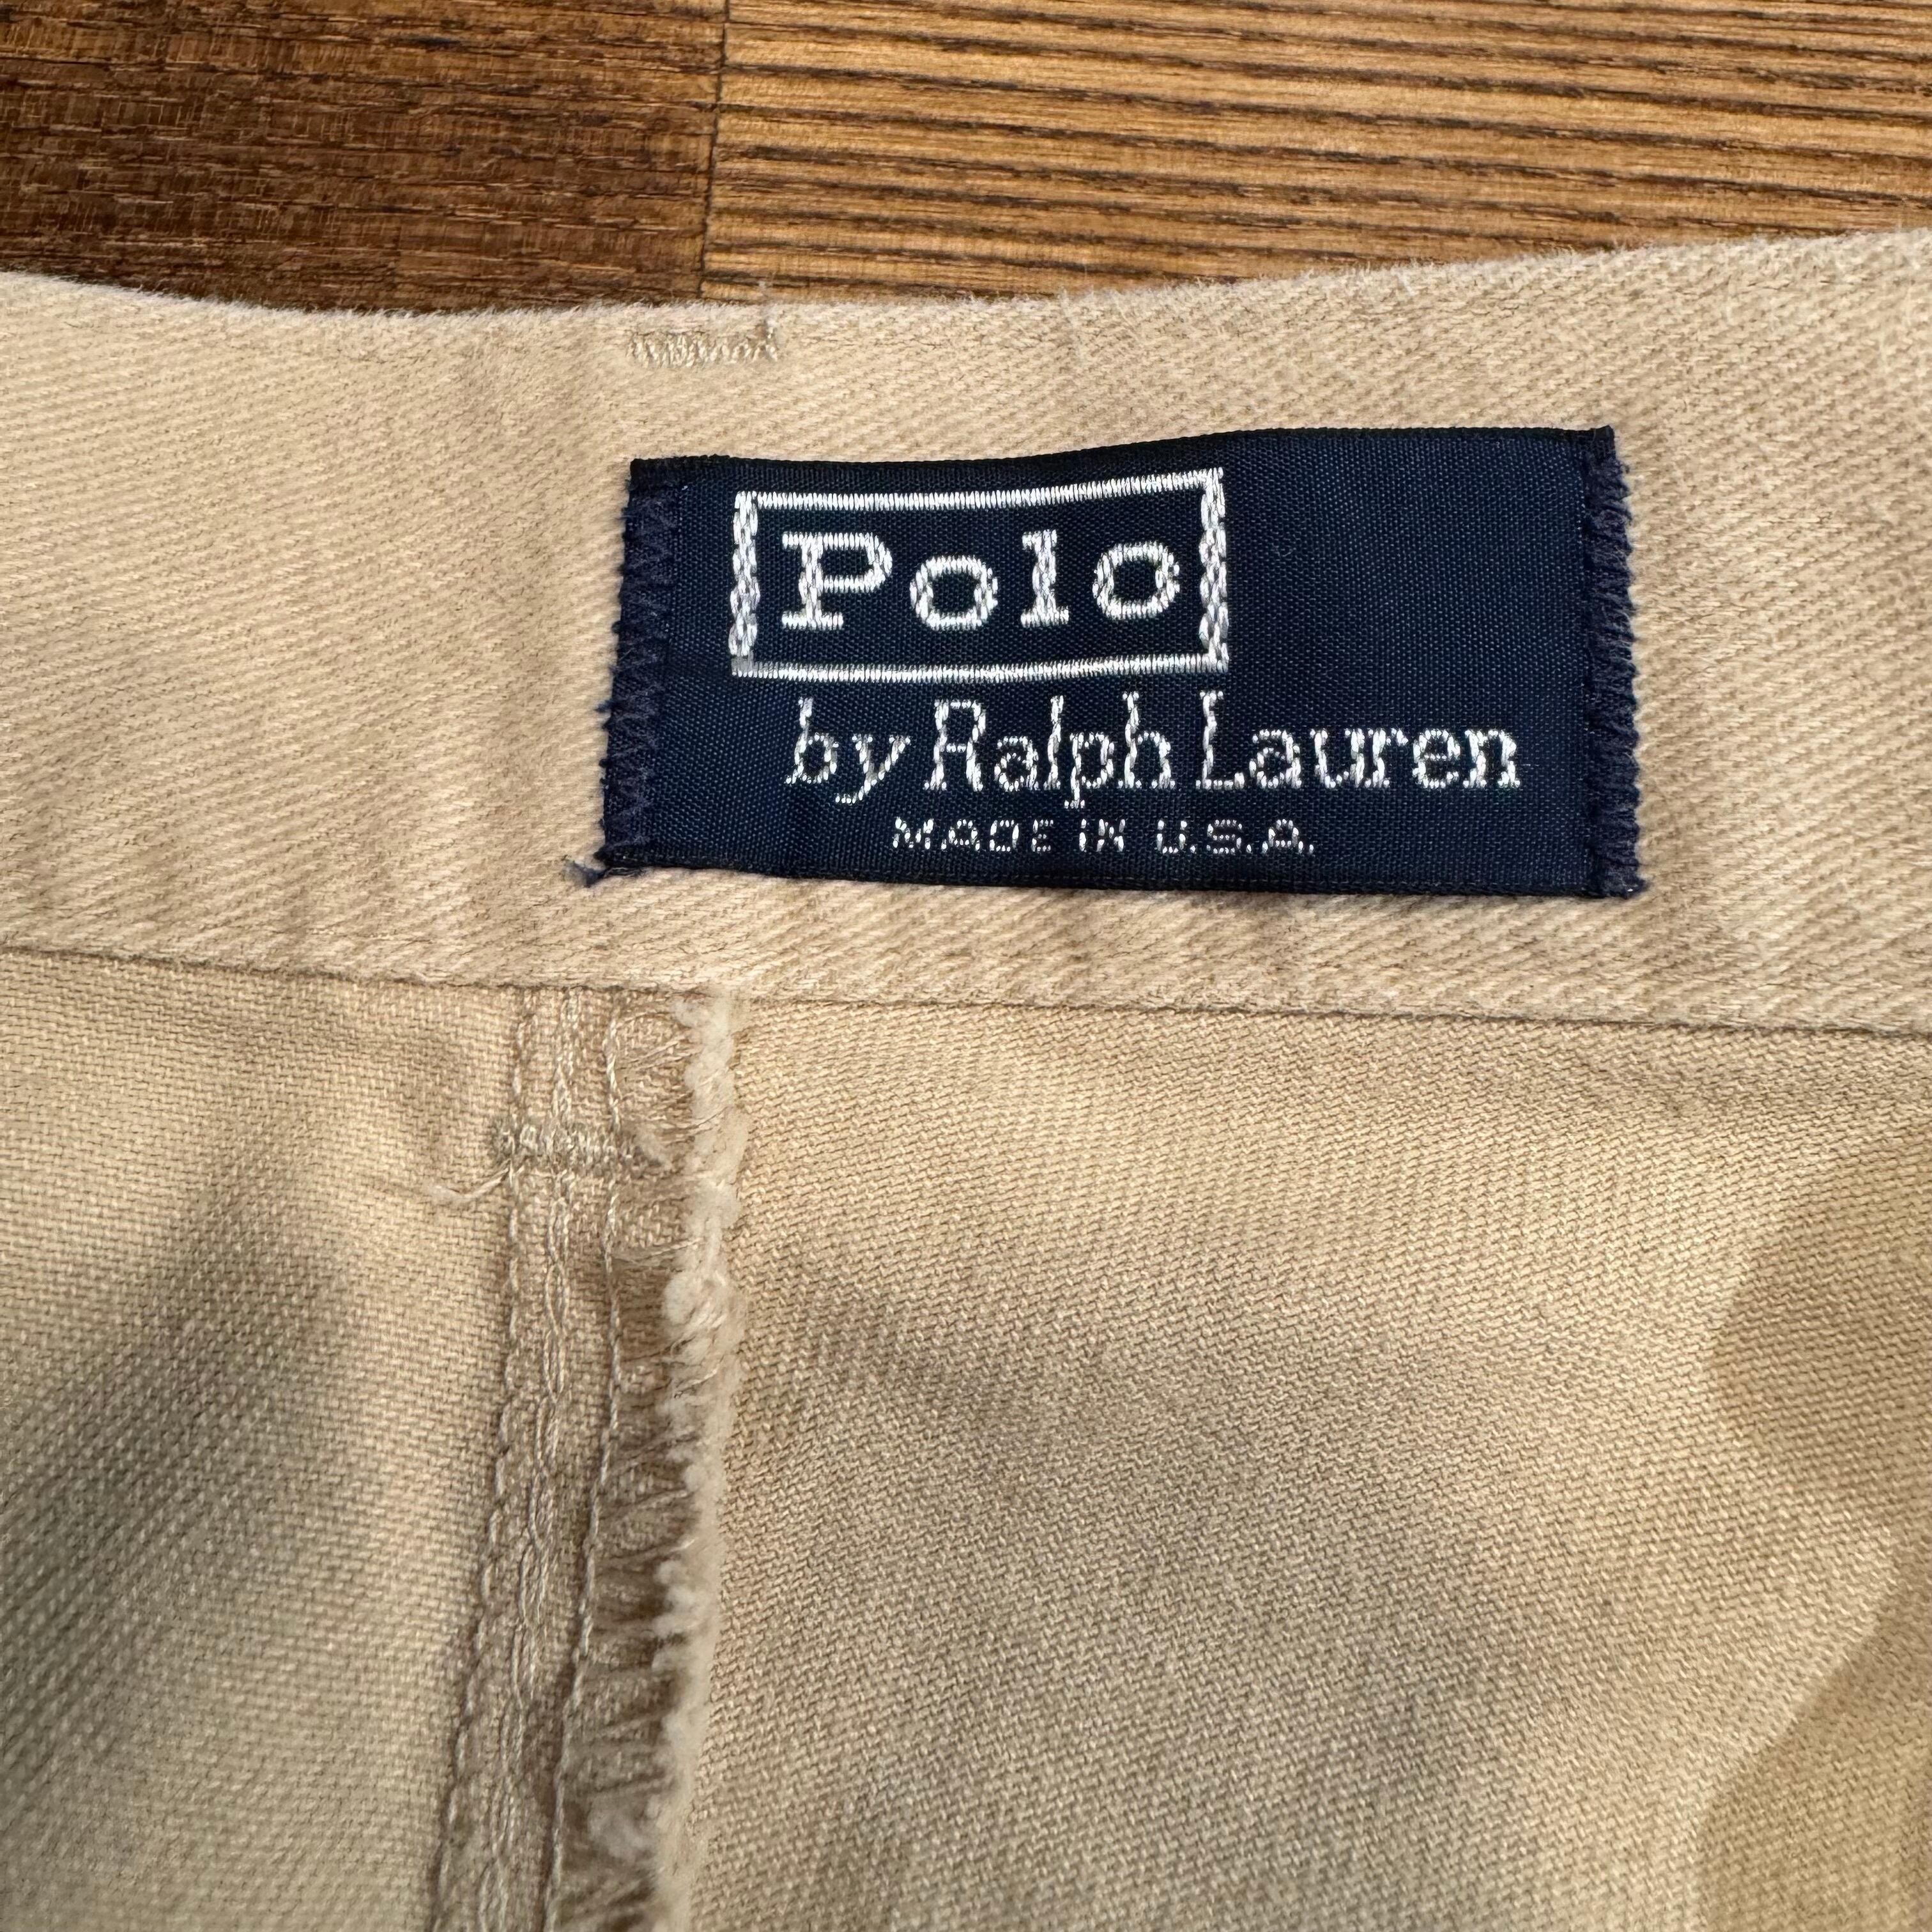 Polo
by Ralph Lauren
MADE IN U.S.A.